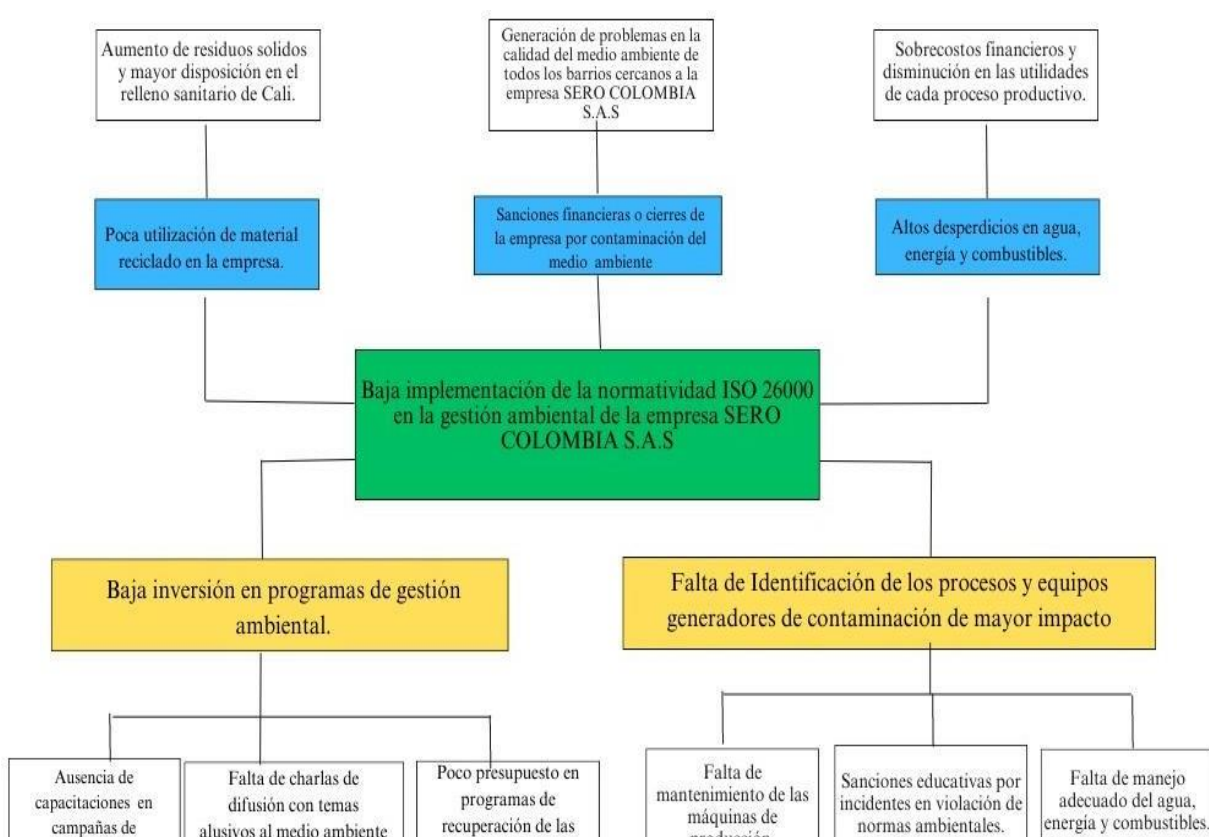 Aumento de residuos solidos
y mayor disposición en el
relleno sanitario de Cali.
Generación de problemas en la
calidad del medio ambiente de
todos los barrios cercanos a la
empresa SERO COLOMBIA
S.A.S
Sobrecostos financieros y
disminución en las utilidades
de cada proceso productivo.
Poca utilización de material
reciclado en la empresa.
Sanciones financieras o cierres de
la empresa por contaminación del
medio ambiente
Altos desperdicios en agua,
energía y combustibles.
Baja implementación de la normatividad ISO 26000
en la gestión ambiental de la empresa SERO
COLOMBIA S.A.S
Baja inversión en programas de gestión
ambiental.
Falta de Identificación de los procesos y equipos
generadores de contaminación de mayor impacto
Ausencia de
capacitaciones en
campañas de
Falta de charlas de
difusión con temas
alusivos al medio ambiente
Poco presupuesto en
programas de
recuperación de las
Falta de
mantenimiento de las
máquinas de
producción
Sanciones educativas por
incidentes en violación de
normas ambientales.
Falta de manejo
adecuado del agua,
energía y combustibles.